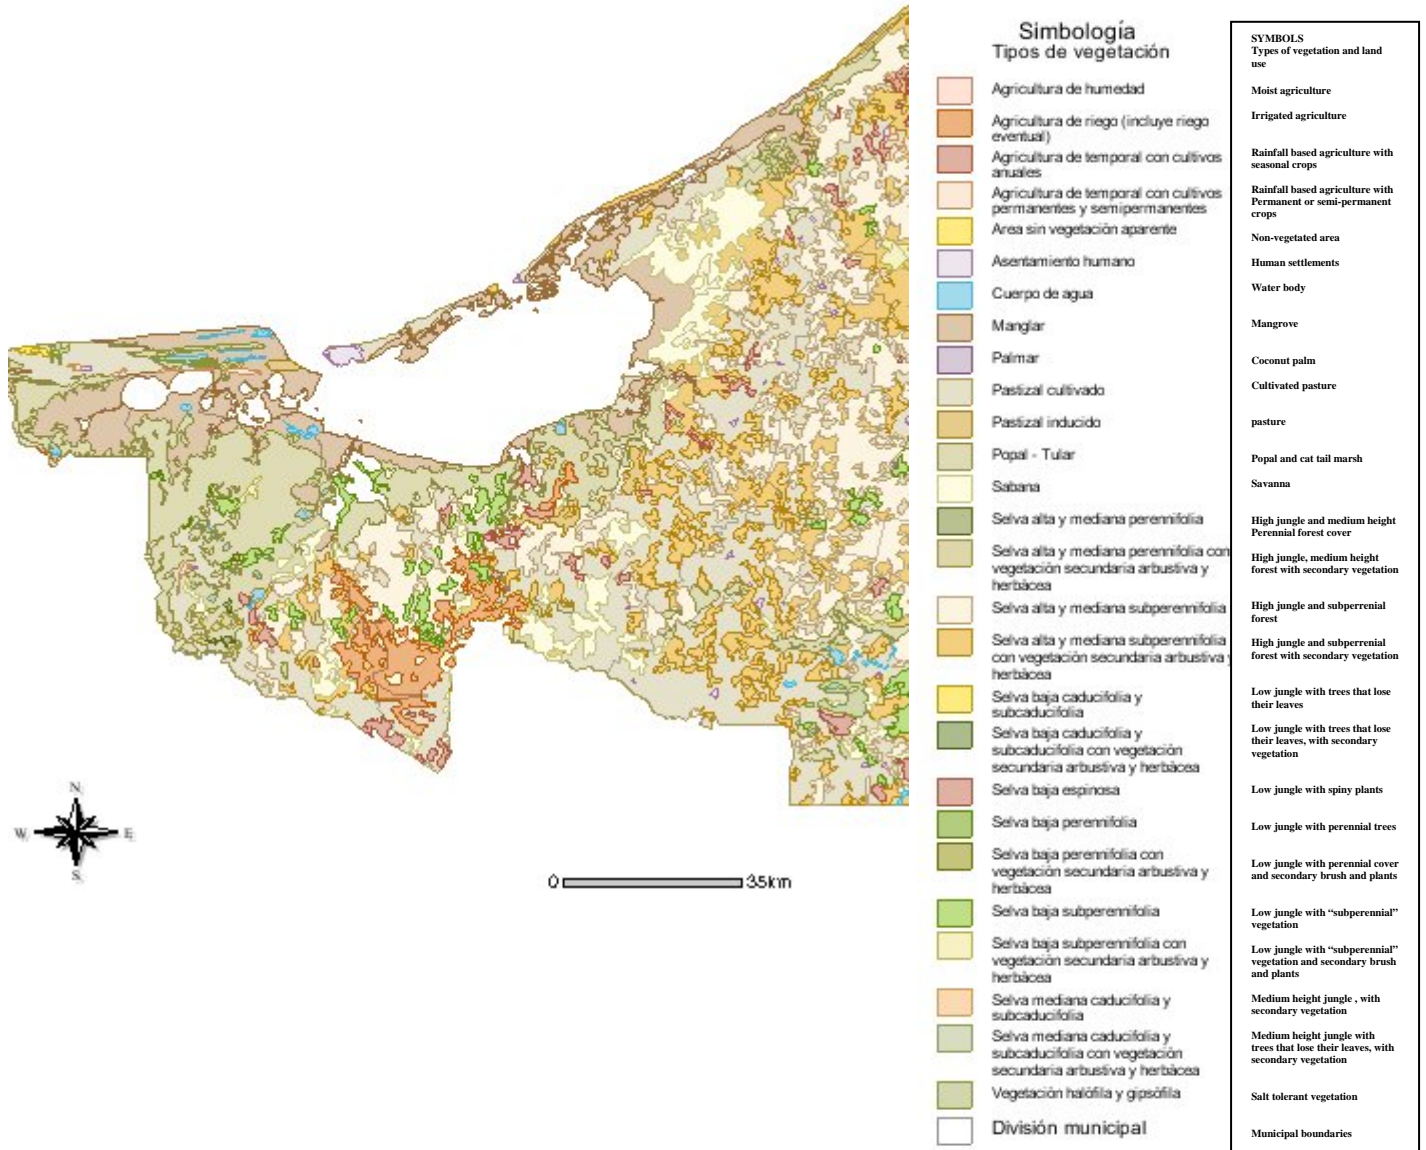 Simbología
Tipos de vegetación
Agricultura de humedad
Agricultura de riego (incluye riego
eventual)
Agricultura de temporal con cultivos
anuales
Agricultura de temporal con cultivos
permanentes y semipermanentes
Area sin vegetación aparente
Asentamiento humano
Cuerpo de agua
Manglar
Palmar
Pastizal cultivado
Pastizal inducido
Popal - Tular
Sabana
Selva alta y mediana perennifolia
Selva alta y mediana perennifolia con
vegetación secundaria arbustiva y
herbácea
Selva alta y mediana subperennifolia
Selva alta y mediana subperennifolia
con vegetación secundaria arbustiva y
herbácea
Selva baja caducifolia y
subcaducifolia
Selva baja caducifolia y
subcaducifolia con vegetación
secundaria arbustiva y herbácea
Selva baja espinosa
Selva baja perennifolia
Selva baja perennifolia con
vegetación secundaria arbustiva y
herbácea
Selva baja subperennifolia
Selva baja subperennifolia con
vegetación secundaria arbustiva y
herbácea
Selva mediana caducifolia y
subcaducifolia
Selva mediana caducifolia y
subcaducifolia con vegetación
secundaria arbustiva y herbácea
Vegetación halófila y gipsófila
División municipal
SYMBOLS
Types of vegetation and land
use
Moist agriculture
Irrigated agriculture
Rainfall based agriculture with
seasonal crops
Rainfall based agriculture with
Permanent or semi-permanent
crops
Non-vegetated area
Human settlements
Water body
Mangrove
Coconut palm
Cultivated pasture
pasture
Popal and cat tail marsh
Savanna
High jungle and medium height
Perennial forest cover
High jungle, medium height
forest with secondary vegetation
High jungle and subperrenial
forest
High jungle and subperrenial
forest with secondary vegetation
Low jungle with trees that lose
their leaves
Low jungle with trees that lose
their leaves, with secondary
vegetation
Low jungle with spiny plants
Low jungle with perennial trees
Low jungle with perennial cover
and secondary brush and plants
Low jungle with “subperennial”
vegetation
Low jungle with “subperennial”
vegetation and secondary brush
and plants
Medium height jungle , with
secondary vegetation
Medium height jungle with
trees that lose their leaves, with
secondary vegetation
Salt tolerant vegetation
Municipal boundaries
N
W E
S
0 35km